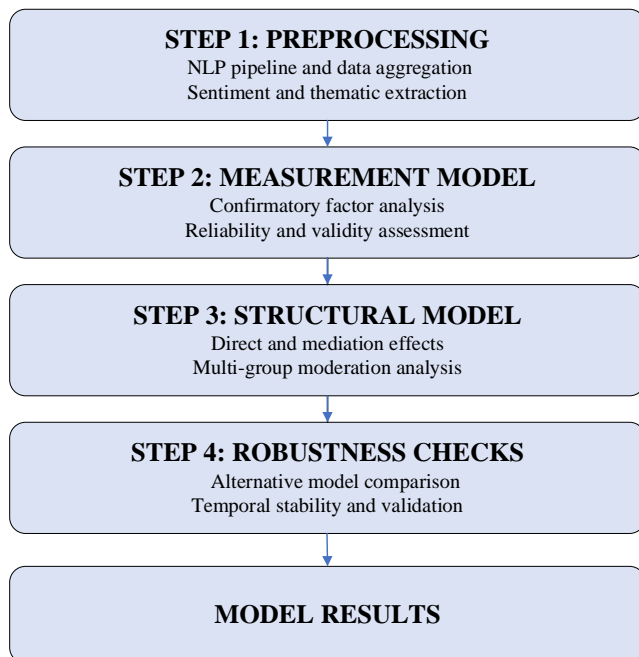 STEP 1: PREPROCESSING
NLP pipeline and data aggregation
Sentiment and thematic extraction
STEP 2: MEASUREMENT MODEL
Confirmatory factor analysis
Reliability and validity assessment
STEP 3: STRUCTURAL MODEL
Direct and mediation effects
Multi-group moderation analysis
STEP 4: ROBUSTNESS CHECKS
Alternative model comparison
Temporal stability and validation
MODEL RESULTS